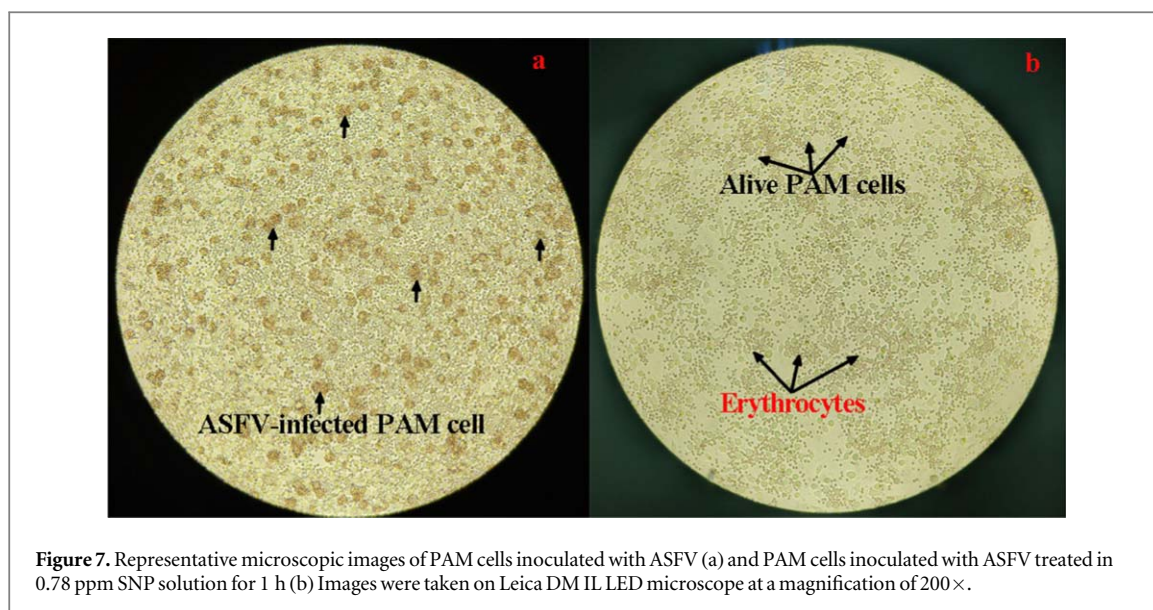 a
b
Alive PAM cells
Erythrocytes
ASFV-infected PAM cell
Figure 7. Representative microscopic images of PAM cells inoculated with ASFV (a) and PAM cells inoculated with ASFV treated in
0.78 ppm SNP solution for 1 h (b) Images were taken on Leica DM IL LED microscope at a magnification of 200×.